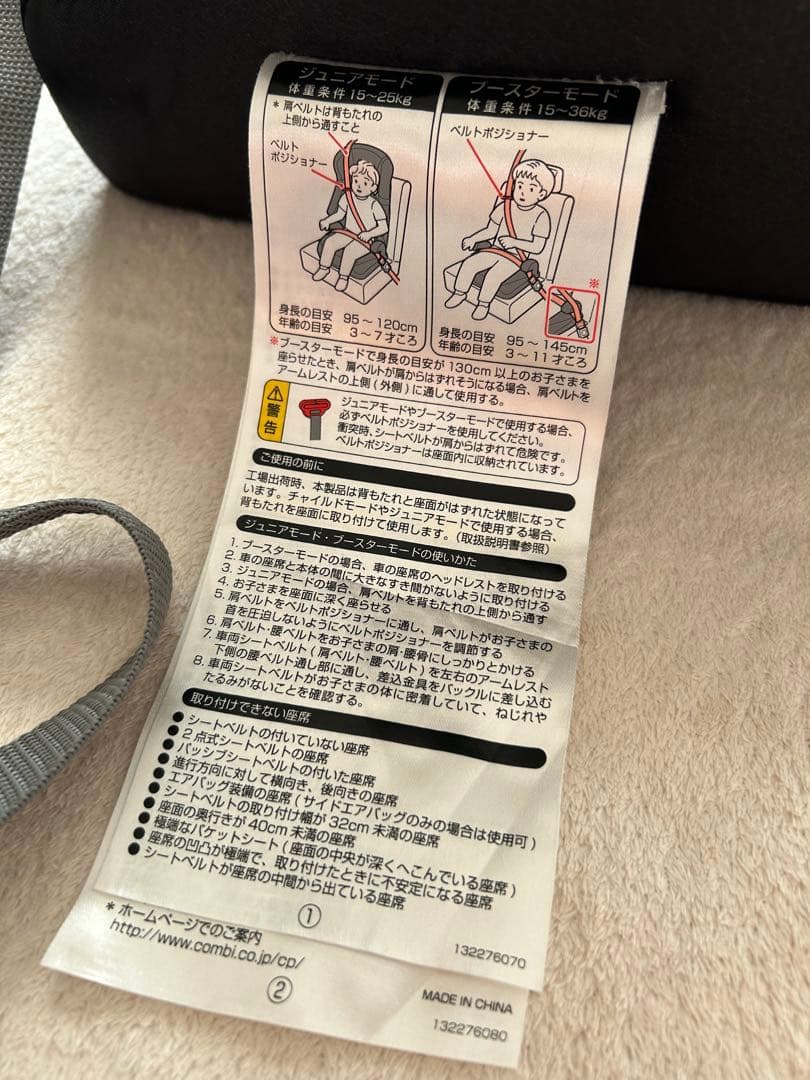 ジュニアモード
体重条件 15～25kg
* 肩ベルトは背もたれの
上側から通すこと
ベルト
ポジショナー
身長の目安 95～120cm
年齢の目安 3～7才ころ
ブースターモード
体重条件 15～36kg
ベルトポジショナー
※
身長の目安 95～145cm
年齢の目安 3～11才ころ
※ブースターモードで身長の目安が130cm以上のお子さまを
座らせたとき、肩ベルトが肩からはずれそうになる場合、肩ベルトを
アームレストの上側(外側)に通して使用する。
警告
ジュニアモードやブースターモードで使用する場合、
必ずベルトポジショナーを使用してください。
衝突時、シートベルトが肩からはずれて危険です。
ベルトポジショナーは座面内に収納されています。
ご使用の前に
工場出荷時、本製品は背もたれと座面がはずれた状態になって
います。チャイルドモードやジュニアモードで使用する場合、
背もたれを座面に取り付けて使用します。(取扱説明書参照)
ジュニアモード・ブースターモードの使いかた
1. ブースターモードの場合、車の座席のヘッドレストを取り付ける
2. 車の座席と本体の間に大きなすき間がないように取り付ける
3. ジュニアモードの場合、肩ベルトを背もたれの上側から通す
4. お子さまを座面に深く座らせる
5. 肩ベルトをベルトポジショナーに通し、肩ベルトがお子さまの
首を圧迫しないようにベルトポジショナーを調節する
6. 肩ベルト・腰ベルトをお子さまの肩・腰骨にしっかりとかける
7. 車両シートベルト(肩ベルト・腰ベルト)を左右のアームレスト
下側の腰ベルト通し部に通し、差込金具をバックルに差し込む
8. 車両シートベルトがお子さまの体に密着していて、ねじれや
たるみがないことを確認する。
取り付けできない座席
●シートベルトの付いていない座席
●2点式シートベルトの座席
●パッシブシートベルトの付いた座席
●進行方向に対して横向き、後向きの座席
●エアバッグ装備の座席(サイドエアバッグのみの場合は使用可)
●シートベルトの取り付け幅が32cm未満の座席
●座面の奥行きが40cm未満の座席
●極端なバケットシート(座面の中央が深くへこんでいる座席)
●座席の凹凸が極端で、取り付けたときに不安定になる座席
●シートベルトが座席の中間から出ている座席
①
132276070
* ホームページでのご案内
http://www.combi.co.jp/cp/
②
MADE IN CHINA
132276080